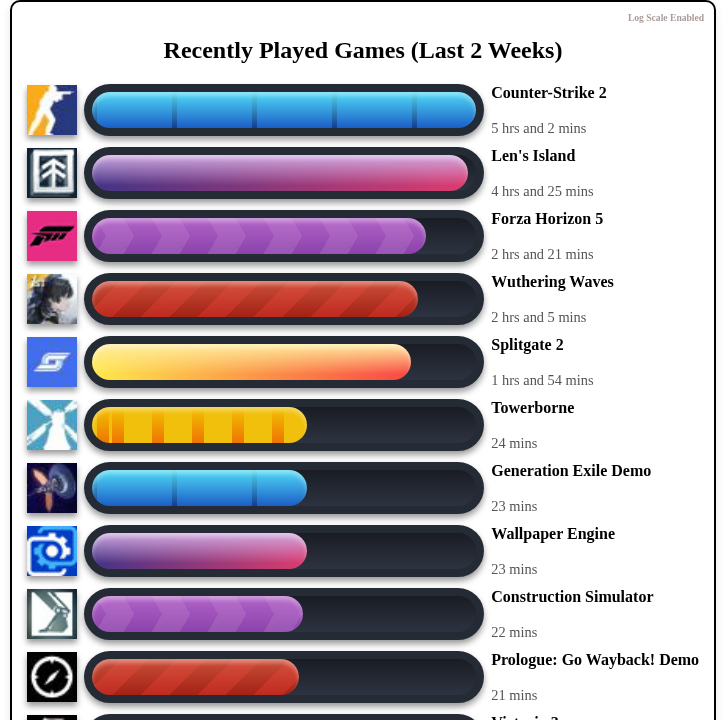 Log Scale Enabled
Recently Played Games (Last 2 Weeks)
Counter-Strike 2
5 hrs and 2 mins
Len's Island
4 hrs and 25 mins
Forza Horizon 5
2 hrs and 21 mins
Wuthering Waves
2 hrs and 5 mins
Splitgate 2
1 hrs and 54 mins
Towerborne
24 mins
Generation Exile Demo
23 mins
Wallpaper Engine
23 mins
Construction Simulator
22 mins
Prologue: Go Wayback! Demo
21 mins